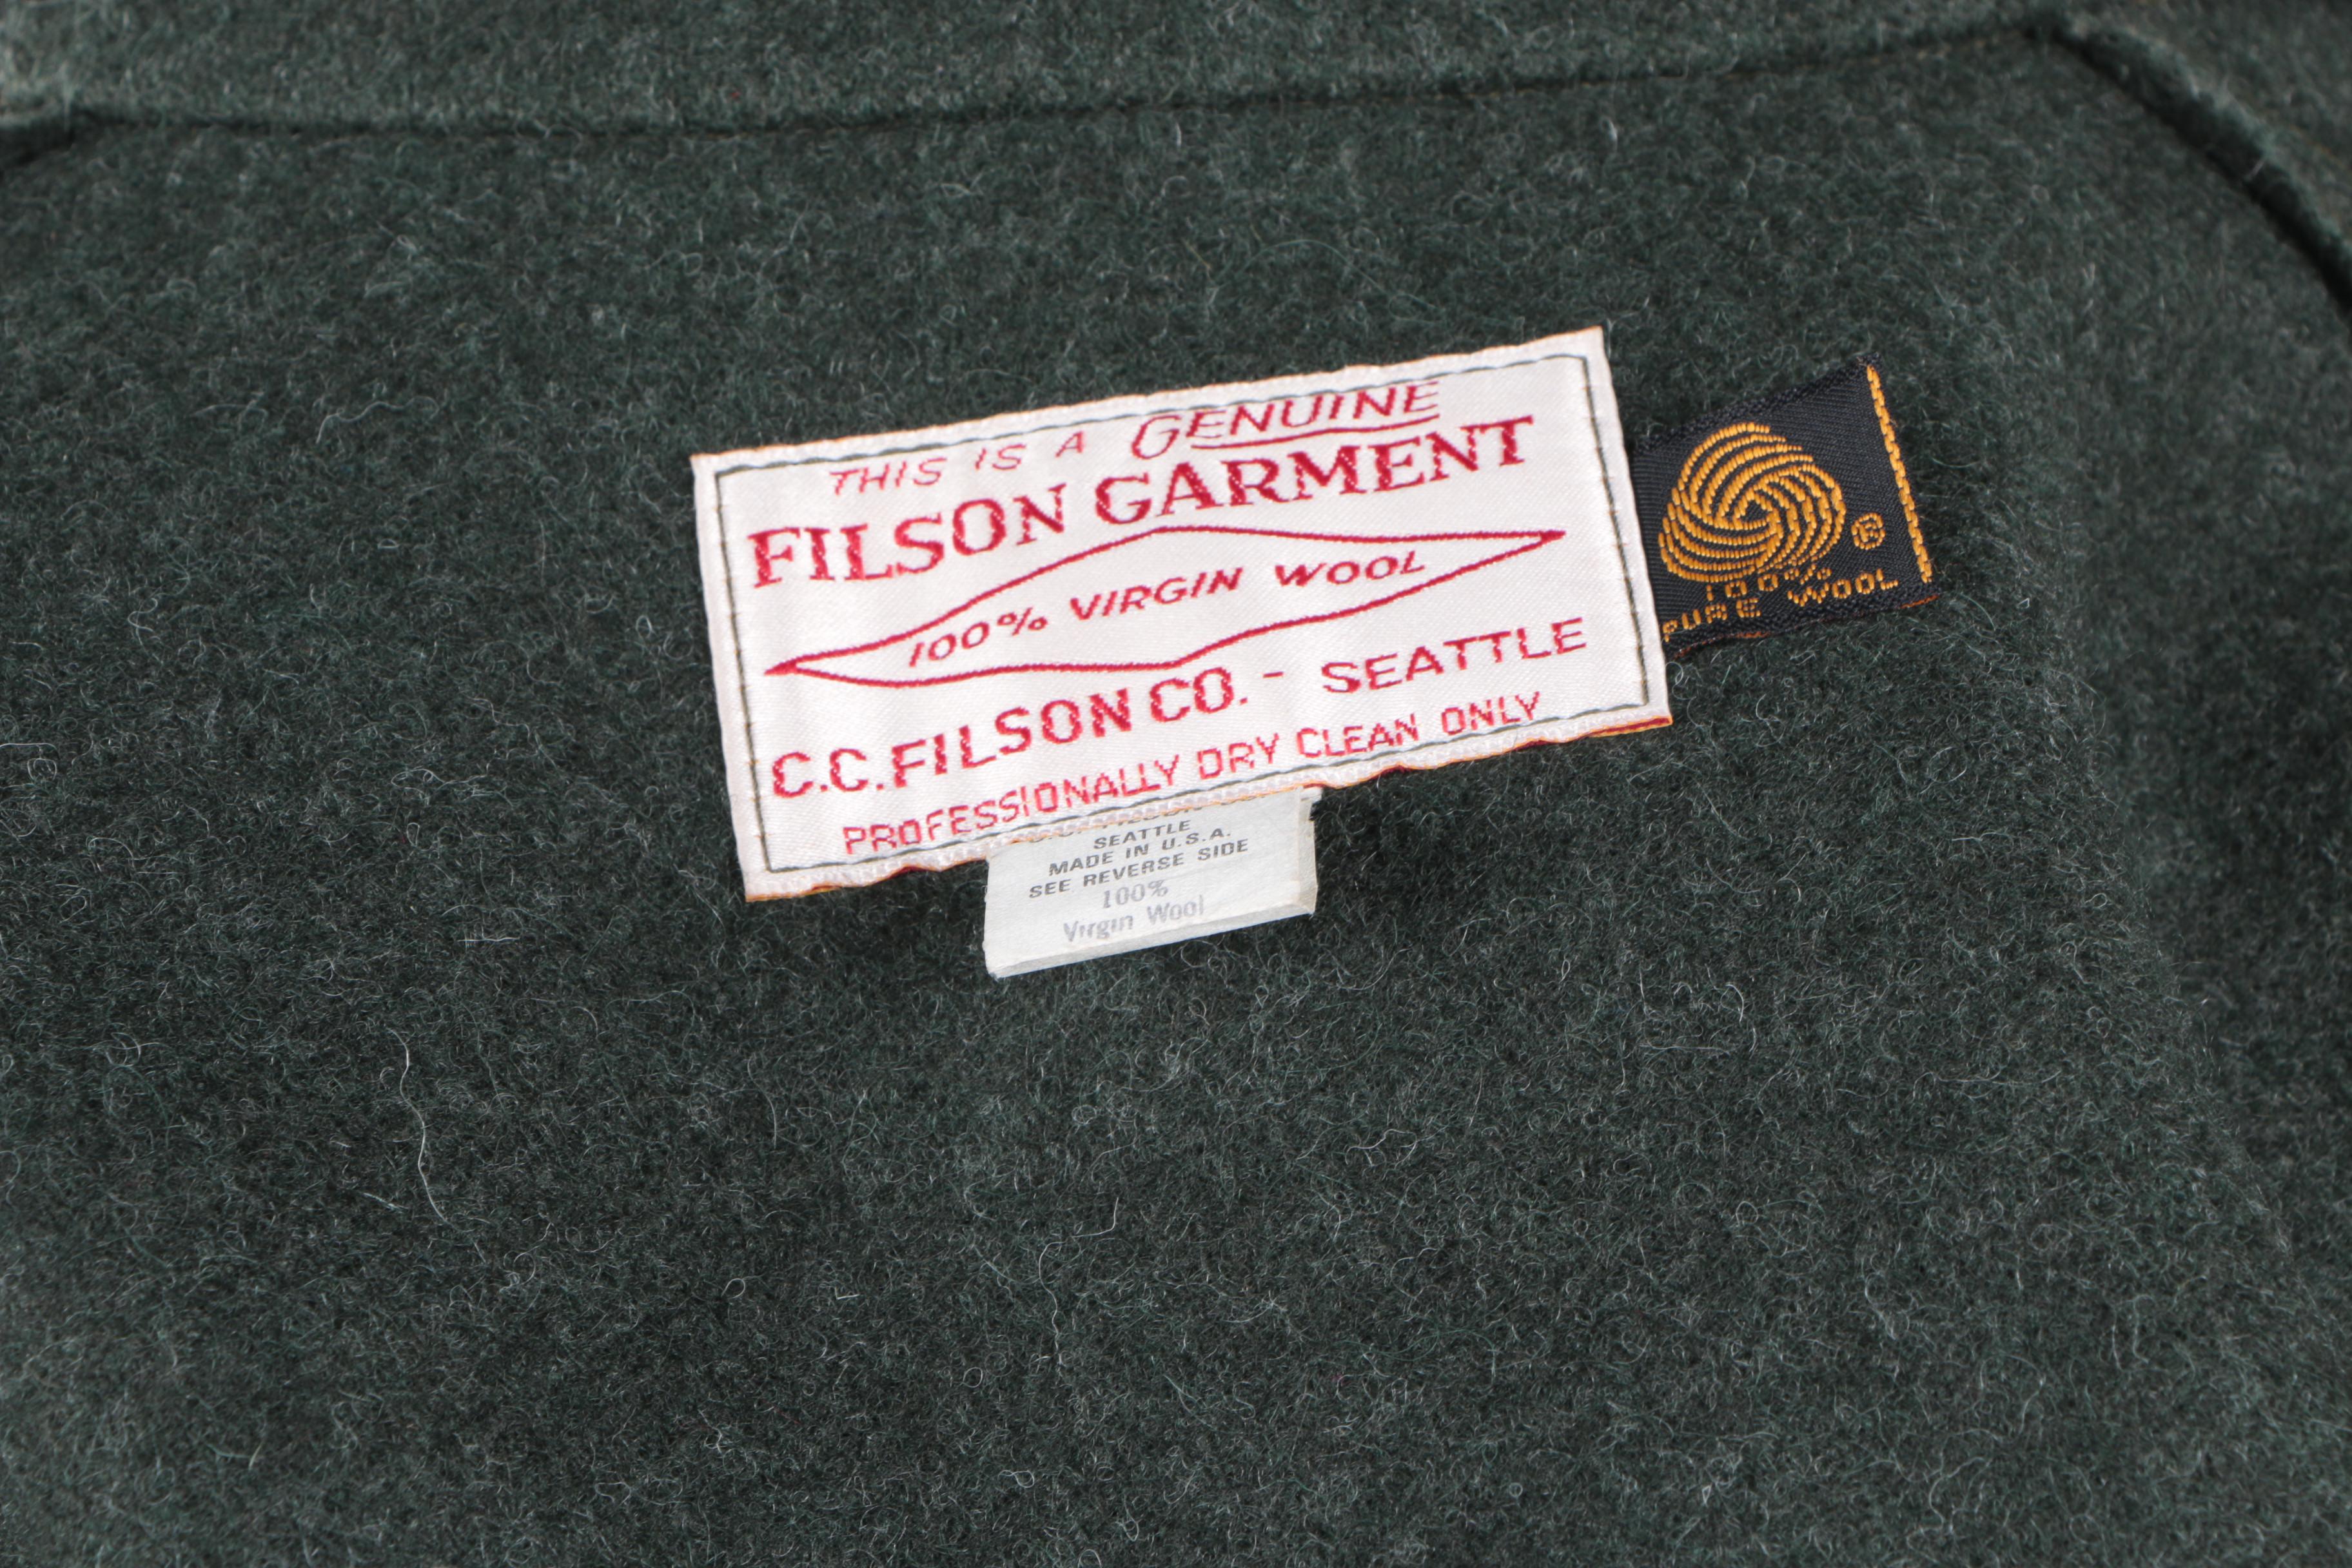 THIS IS A GENUINE
FILSON GARMENT
100% VIRGIN WOOL
C.C. FILSON CO. - SEATTLE
PROFESSIONALLY DRY CLEAN ONLY
®
100%
PURE WOOL
SEATTLE
MADE IN U.S.A.
SEE REVERSE SIDE
100%
Virgin Wool